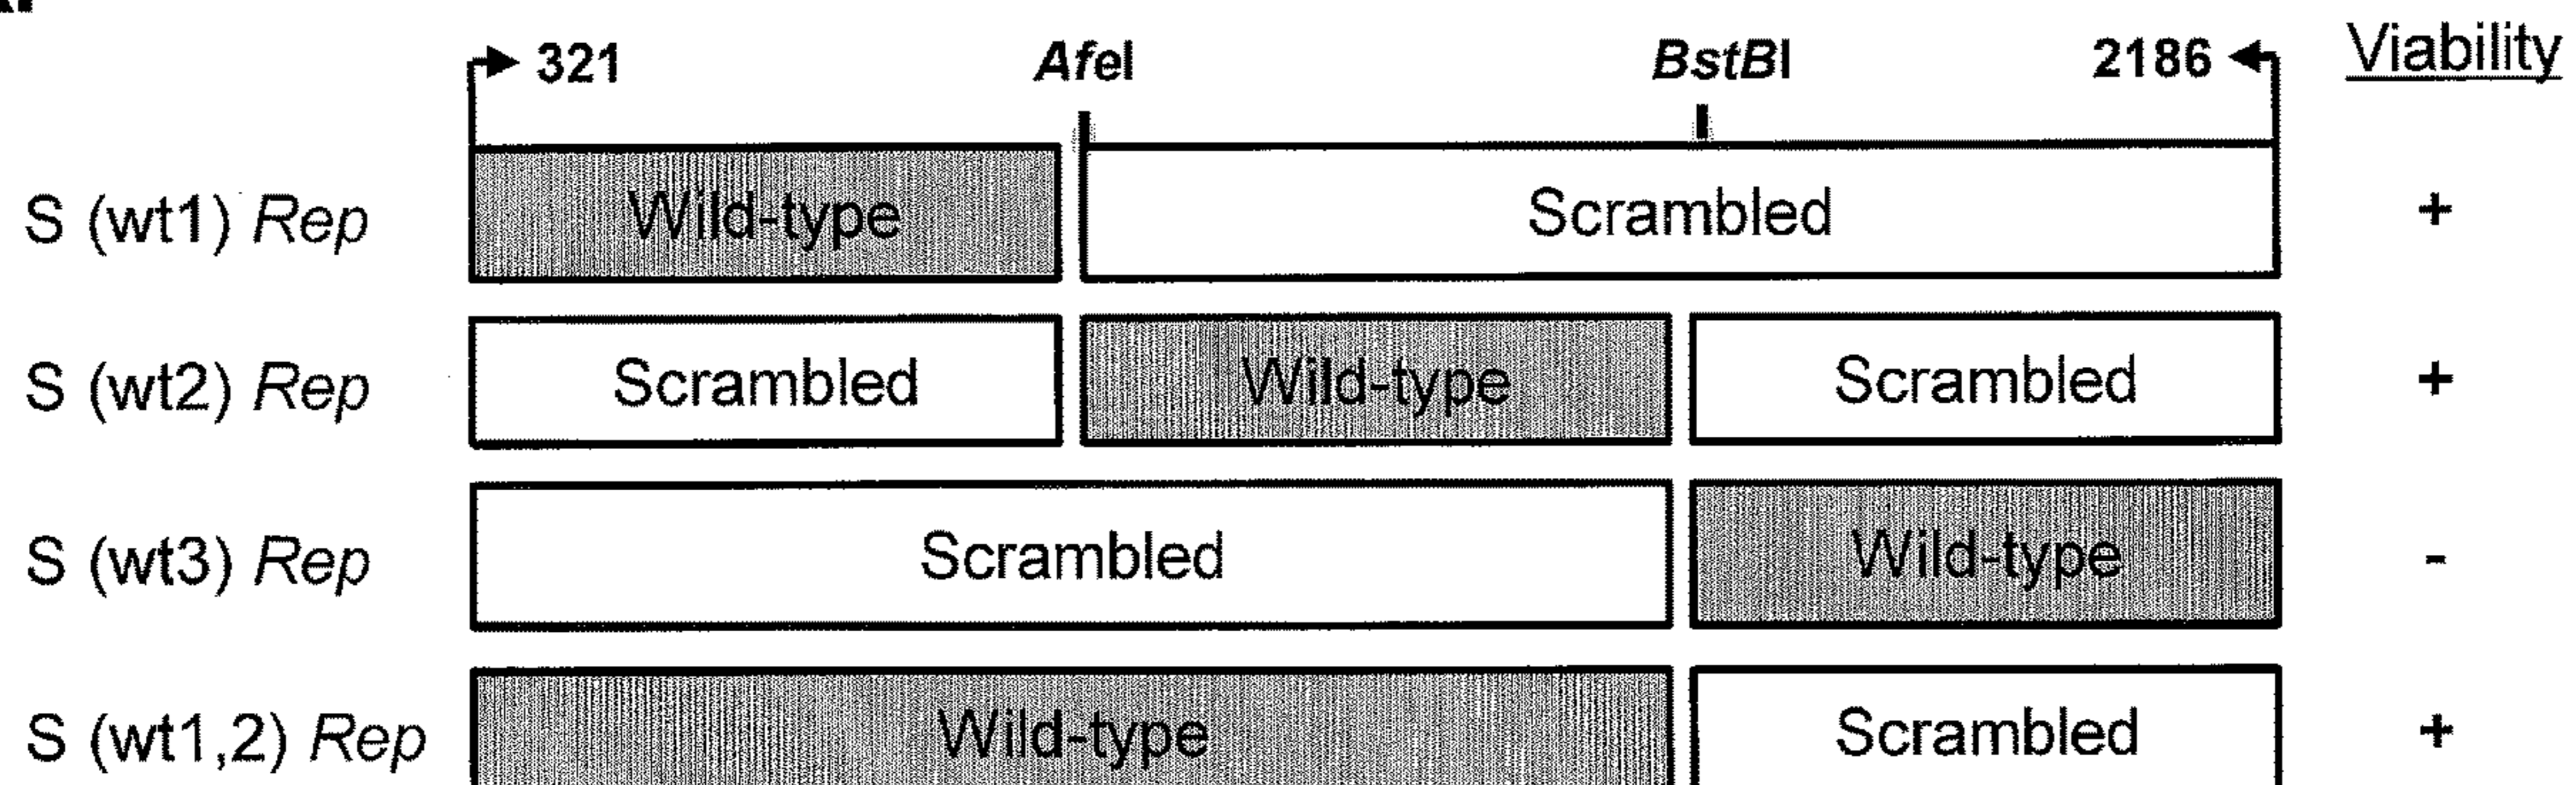 321 AfeI BstBI 2186 Viability
S (wt1) Rep Wild-type Scrambled +
S (wt2) Rep Scrambled Wild-type Scrambled +
S (wt3) Rep Scrambled Wild-type -
S (wt1,2) Rep Wild-type Scrambled +